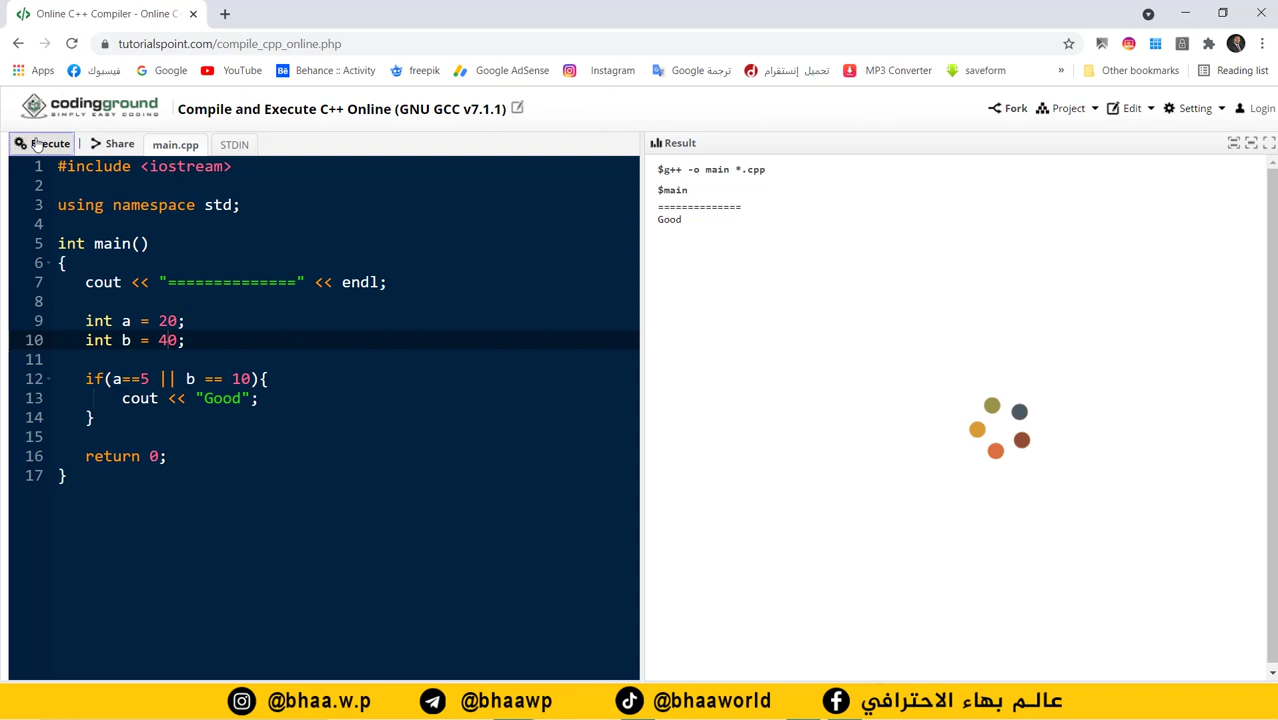 Online C++ Compiler - Online C-
tutorialspoint.com/compile_cpp_online.php
Apps فيسبوك Google YouTube Behance :: Activity freepik Google AdSense Instagram ترجمة Google تحميل إنستقرام MP3 Converter saveform » Other bookmarks Reading list
codingground
SIMPLY EASY CODING
Compile and Execute C++ Online (GNU GCC v7.1.1)
Fork Project Edit Setting Login
Execute Share main.cpp STDIN
Result
1 #include <iostream>
2
3 using namespace std;
4
5 int main()
6 {
7 cout << "==============" << endl;
8
9 int a = 20;
10 int b = 40;
11
12 if(a==5 || b == 10){
13 cout << "Good";
14 }
15
16 return 0;
17 }
$g++ -o main *.cpp
$main
==============
Good
@bhaa.w.p @bhaawp @bhaaworld عالم بهاء الاحترافي